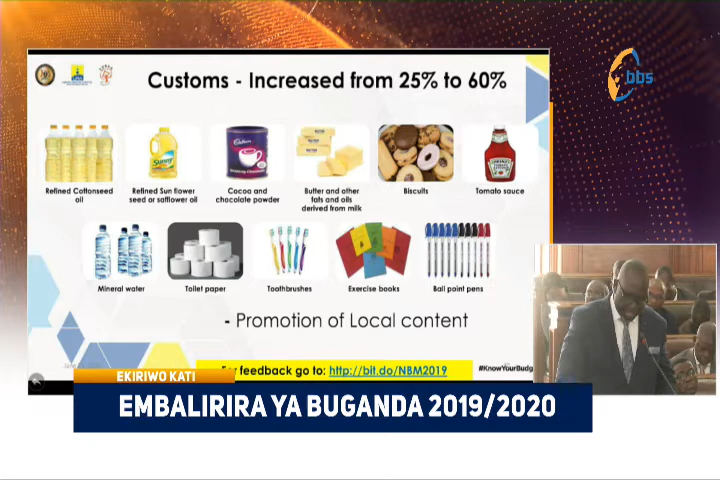 bbs
Customs - Increased from 25% to 60%
Refined Cottonseed
oil
Refined Sun flower
seed or safflower oil
Cocoa and
chocolate powder
Butter and other
fats and oils
derived from milk
Biscuits
Tomato sauce
Mineral water
Toilet paper
Toothbrushes
Exercise books
Ball point pens
- Promotion of Local content
feedback go to: http://bit.do/NBM2019
#KnowYourBudg
EKIRIWO KATI
EMBALIRIRA YA BUGANDA 2019/2020